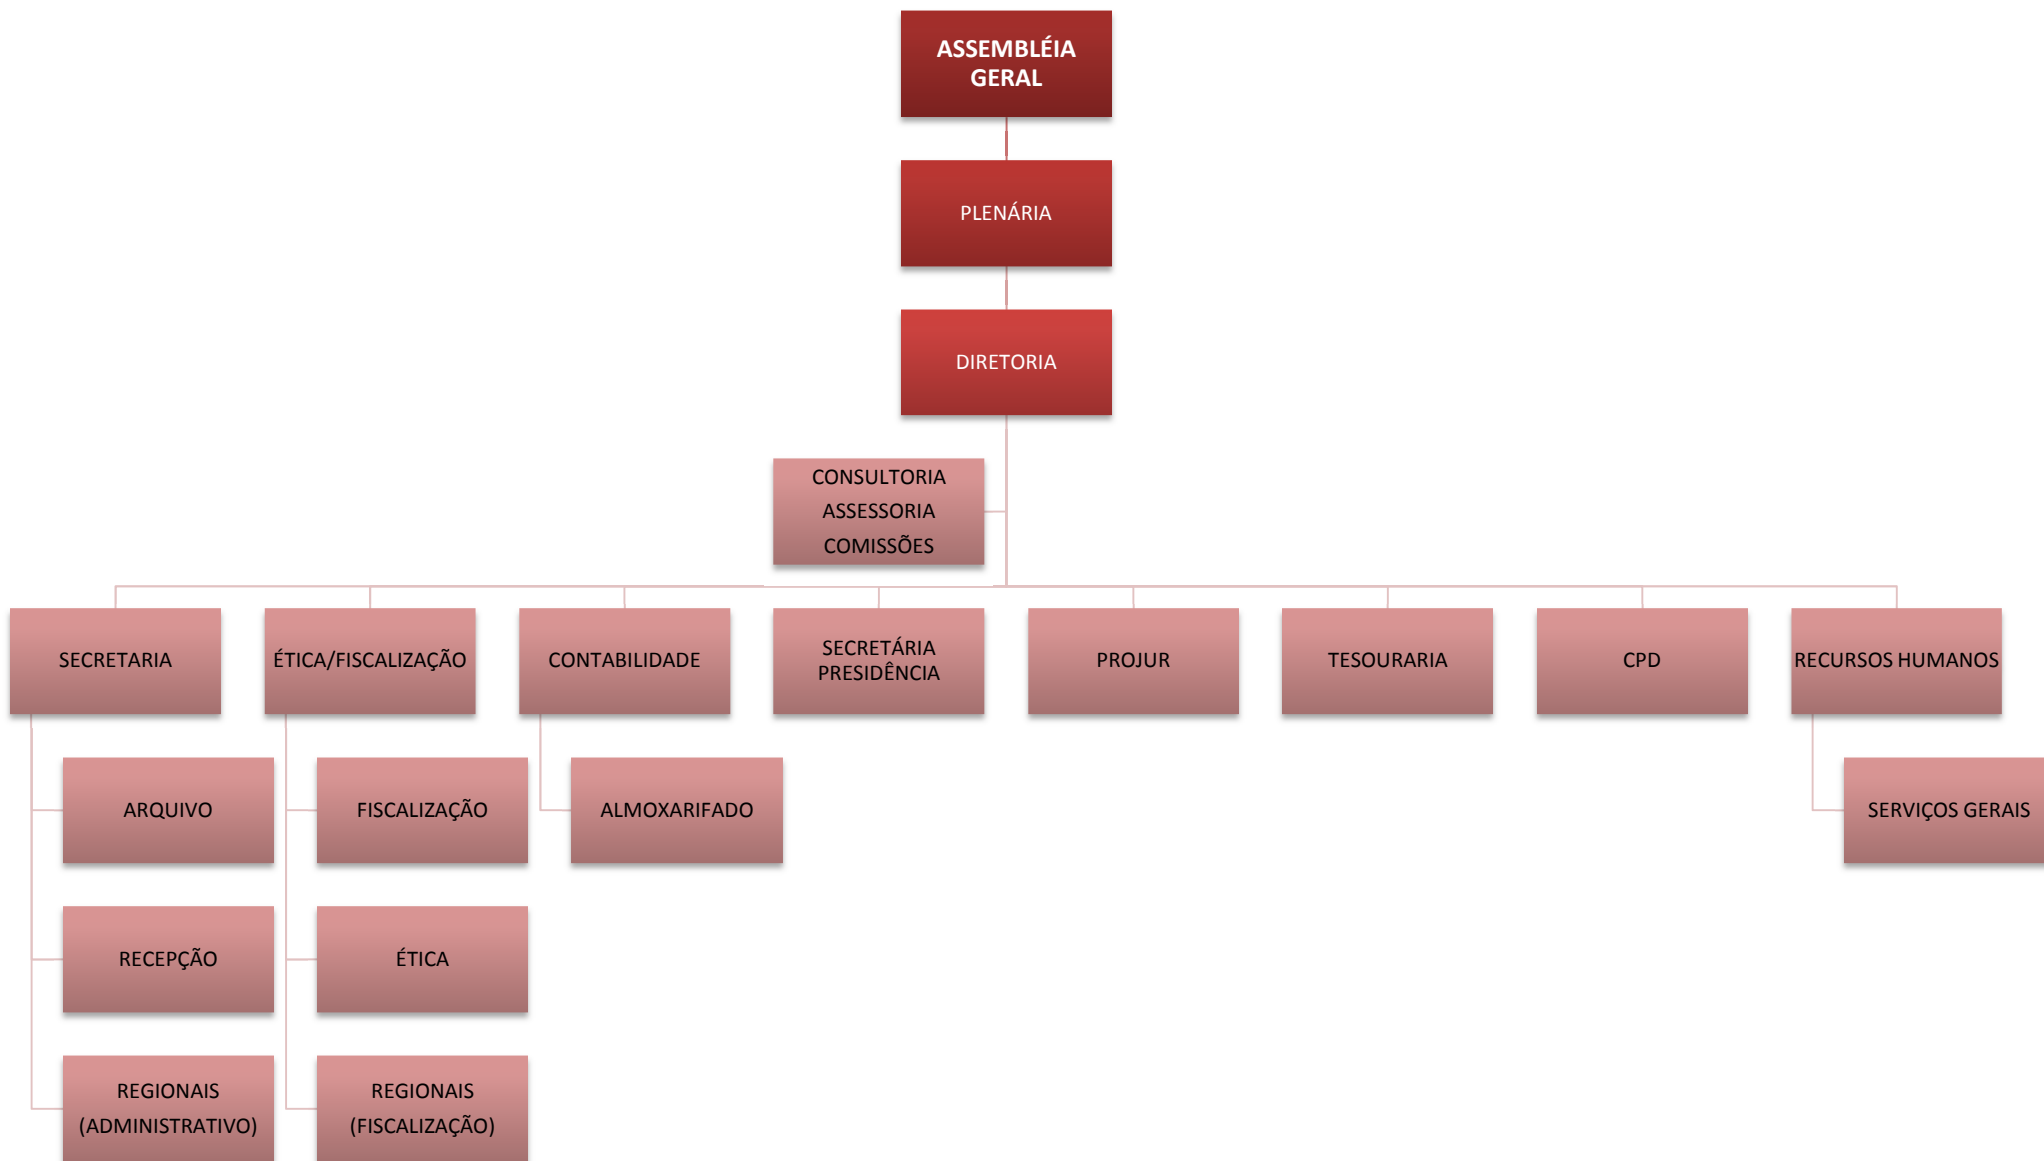 ASSEMBLÉIA
GERAL
PLENÁRIA
DIRETORIA
CONSULTORIA
ASSESSORIA
COMISSÕES
SECRETARIA
ÉTICA/FISCALIZAÇÃO
CONTABILIDADE
SECRETÁRIA
PRESIDÊNCIA
PROJUR
TESOURARIA
CPD
RECURSOS HUMANOS
ARQUIVO
FISCALIZAÇÃO
ALMOXARIFADO
SERVIÇOS GERAIS
RECEPÇÃO
ÉTICA
REGIONAIS
(ADMINISTRATIVO)
REGIONAIS
(FISCALIZAÇÃO)